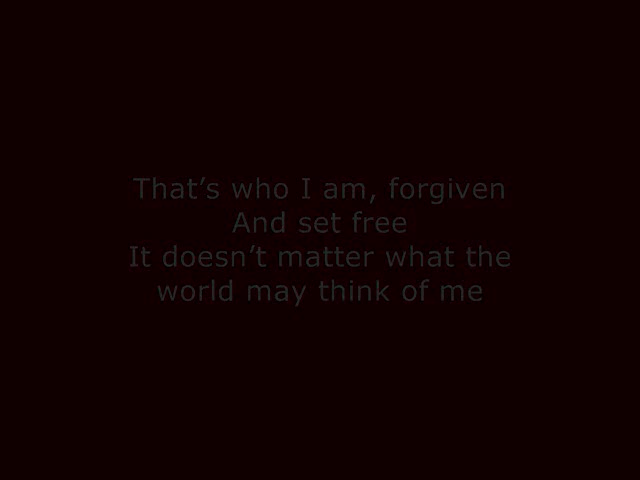 That’s who I am, forgiven
And set free
It doesn’t matter what the
world may think of me